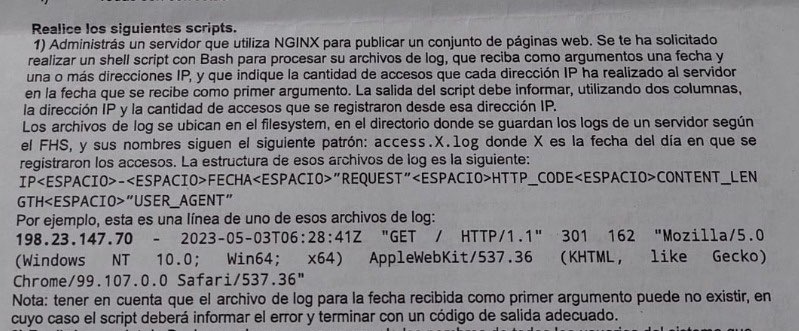 Realice los siguientes scripts.
1) Administrás un servidor que utiliza NGINX para publicar un conjunto de páginas web. Se te ha solicitado
realizar un shell script con Bash para procesar su archivos de log, que reciba como argumentos una fecha y
una o más direcciones IP, y que indique la cantidad de accesos que cada dirección IP ha realizado al servidor
en la fecha que se recibe como primer argumento. La salida del script debe informar, utilizando dos columnas,
la dirección IP y la cantidad de accesos que se registraron desde esa dirección IP.
Los archivos de log se ubican en el filesystem, en el directorio donde se guardan los logs de un servidor según
el FHS, y sus nombres siguen el siguiente patrón: access.X.log donde X es la fecha del día en que se
registraron los accesos. La estructura de esos archivos de log es la siguiente:
IP<ESPACIO>-<ESPACIO>FECHA<ESPACIO>"REQUEST"<ESPACIO>HTTP_CODE<ESPACIO>CONTENT_LEN
GTH<ESPACIO>"USER_AGENT"
Por ejemplo, esta es una línea de uno de esos archivos de log:
198.23.147.70 - 2023-05-03T06:28:41Z "GET / HTTP/1.1" 301 162 "Mozilla/5.0
(Windows NT 10.0; Win64; x64) AppleWebKit/537.36 (KHTML, like Gecko)
Chrome/99.107.0.0 Safari/537.36"
Nota: tener en cuenta que el archivo de log para la fecha recibida como primer argumento puede no existir, en
cuyo caso el script deberá informar el error y terminar con un código de salida adecuado.